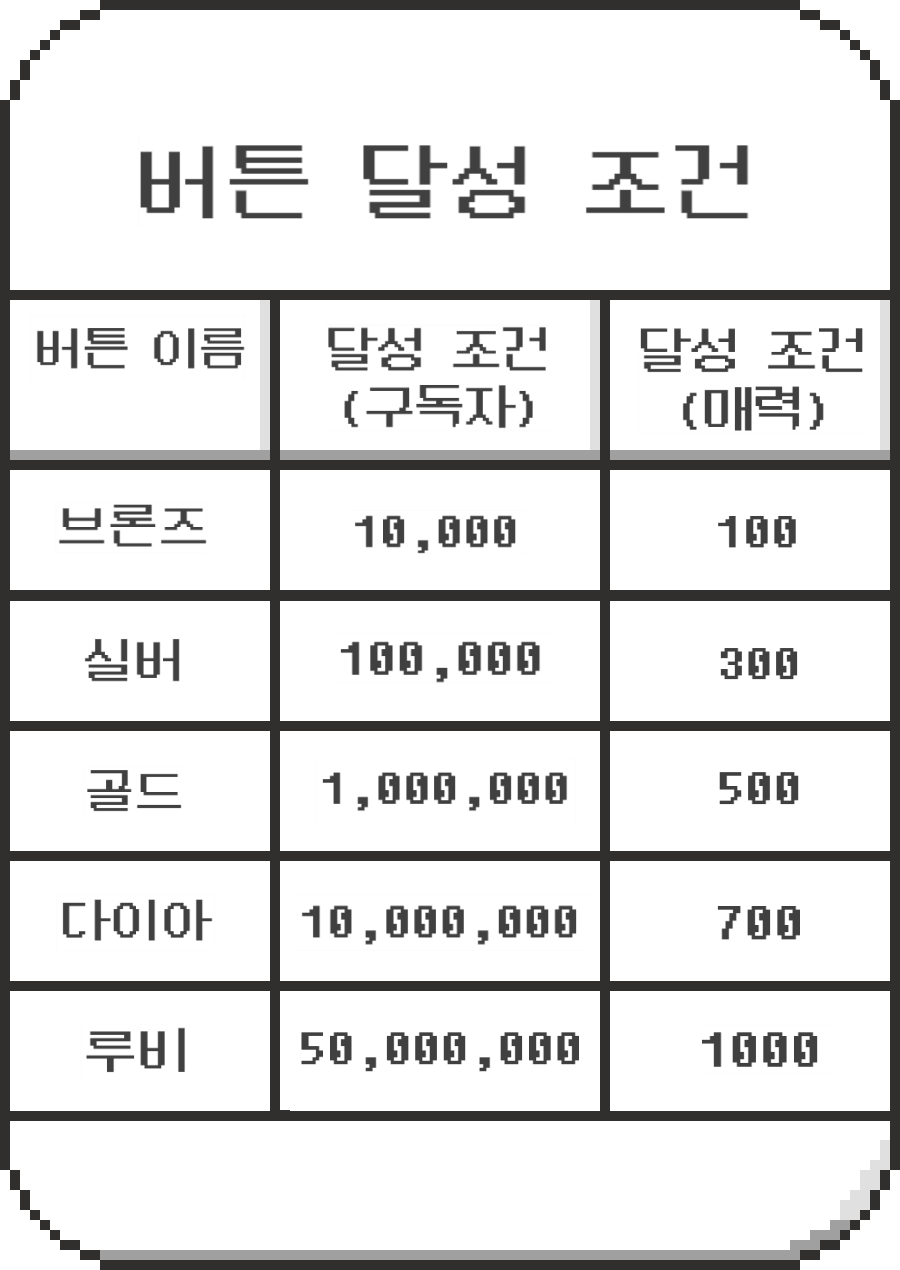 버튼 달성 조건
버튼 이름 달성 조건 달성 조건
(구독자) (매력)
브론즈 10,000 100
실버 100,000 300
골드 1,000,000 500
다이아 10,000,000 700
루비 50,000,000 1000